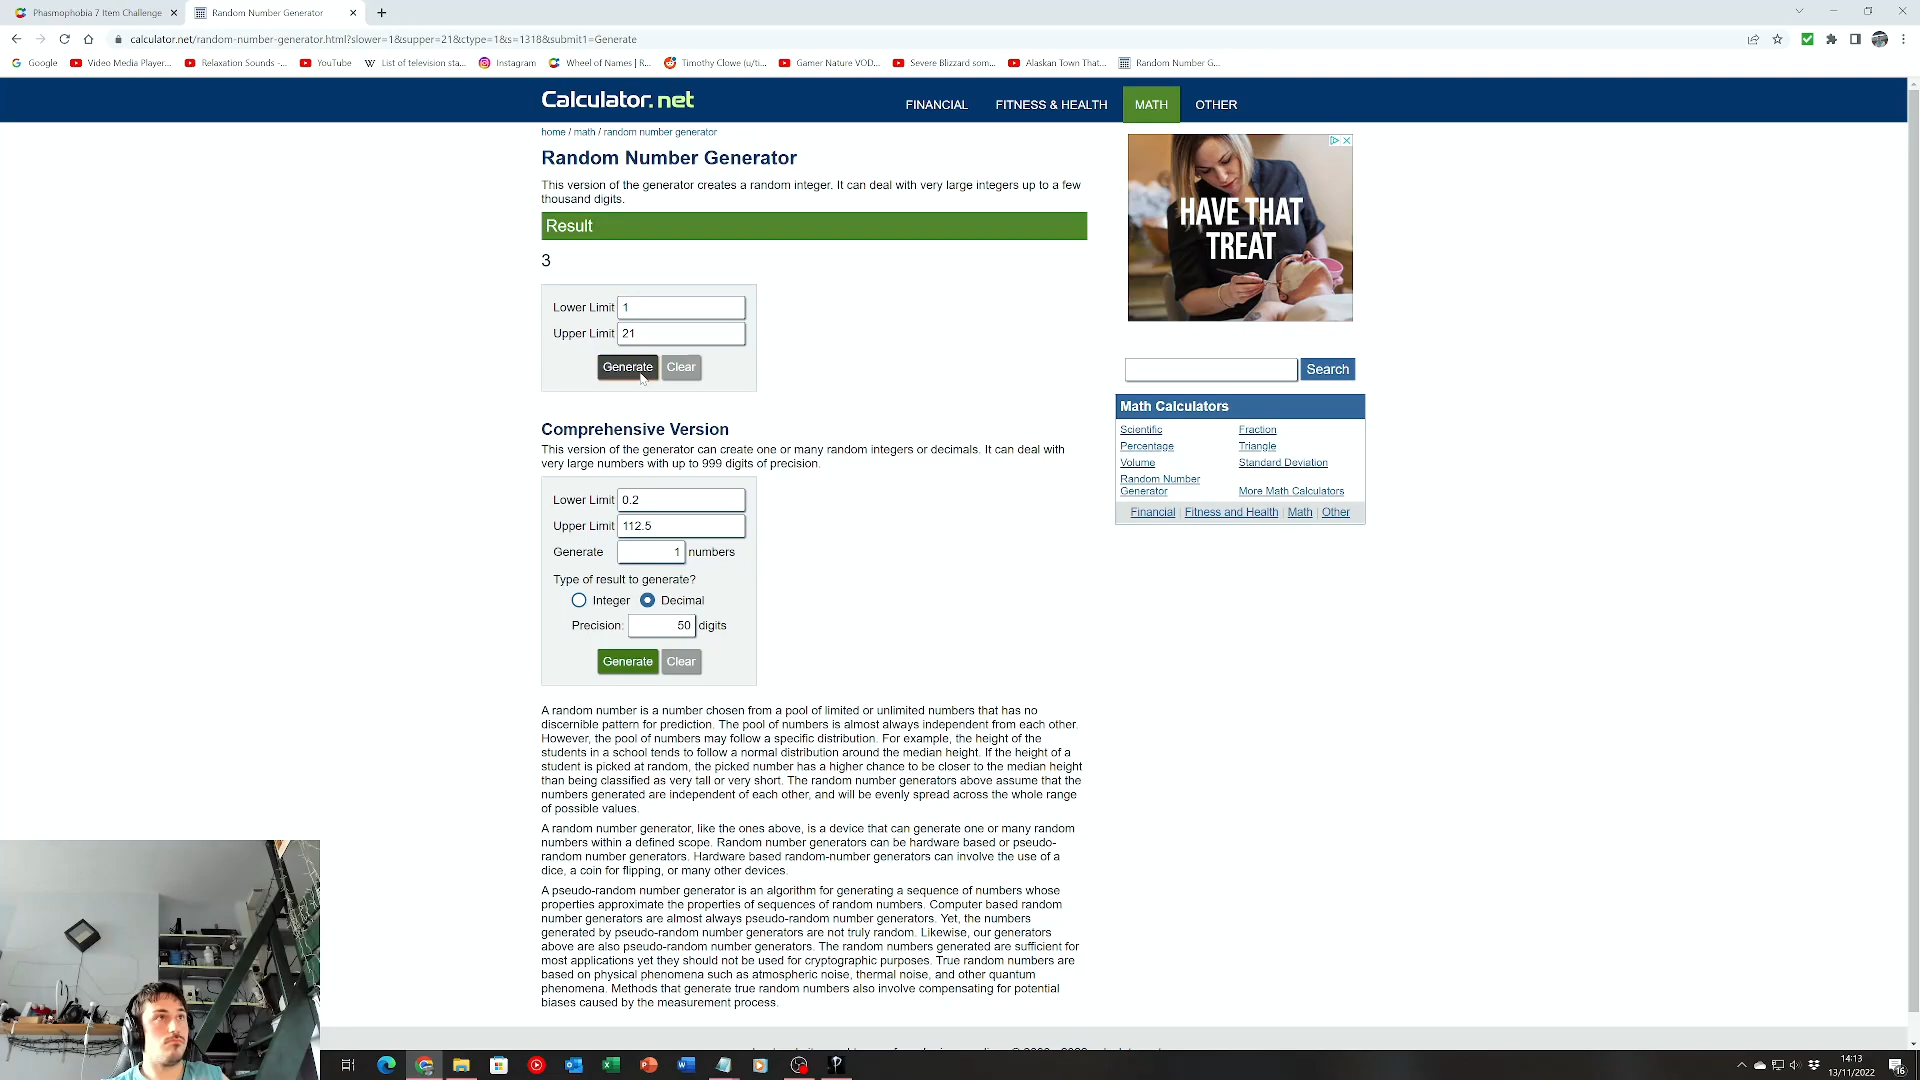 Phasmophobia 7 Item Challenge
Random Number Generator
calculator.net/random-number-generator.html?slower=1&supper=21&ctype=1&s=1318&submit1=Generate
Google
Video Media Player...
Relaxation Sounds -...
YouTube
List of television sta...
Instagram
Wheel of Names | R...
Timothy Clowe (u/ti...
Gamer Nature VOD...
Severe Blizzard som...
Alaskan Town That...
Random Number G...
Calculator.net
FINANCIAL
FITNESS & HEALTH
MATH
OTHER
home / math / random number generator
Random Number Generator
This version of the generator creates a random integer. It can deal with very large integers up to a few
thousand digits.
Result
3
Lower Limit 1
Upper Limit 21
Generate Clear
Comprehensive Version
This version of the generator can create one or many random integers or decimals. It can deal with
very large numbers with up to 999 digits of precision.
Lower Limit 0.2
Upper Limit 112.5
Generate 1 numbers
Type of result to generate?
Integer Decimal
Precision: 50 digits
Generate Clear
A random number is a number chosen from a pool of limited or unlimited numbers that has no
discernible pattern for prediction. The pool of numbers is almost always independent from each other.
However, the pool of numbers may follow a specific distribution. For example, the height of the
students in a school tends to follow a normal distribution around the median height. If the height of a
student is picked at random, the picked number has a higher chance to be closer to the median height
than being classified as very tall or very short. The random number generators above assume that the
numbers generated are independent of each other, and will be evenly spread across the whole range
of possible values.
A random number generator, like the ones above, is a device that can generate one or many random
numbers within a defined scope. Random number generators can be hardware based or pseudo-
random number generators. Hardware based random-number generators can involve the use of a
dice, a coin for flipping, or many other devices.
A pseudo-random number generator is an algorithm for generating a sequence of numbers whose
properties approximate the properties of sequences of random numbers. Computer based random
number generators are almost always pseudo-random number generators. Yet, the numbers
generated by pseudo-random number generators are not truly random. Likewise, our generators
above are also pseudo-random number generators. The random numbers generated are sufficient for
most applications yet they should not be used for cryptographic purposes. True random numbers are
based on physical phenomena such as atmospheric noise, thermal noise, and other quantum
phenomena. Methods that generate true random numbers also involve compensating for potential
biases caused by the measurement process.
HAVE THAT
TREAT
Search
Math Calculators
Scientific Fraction
Percentage Triangle
Volume Standard Deviation
Random Number
Generator More Math Calculators
Financial | Fitness and Health | Math | Other
14:13
13/11/2022
16